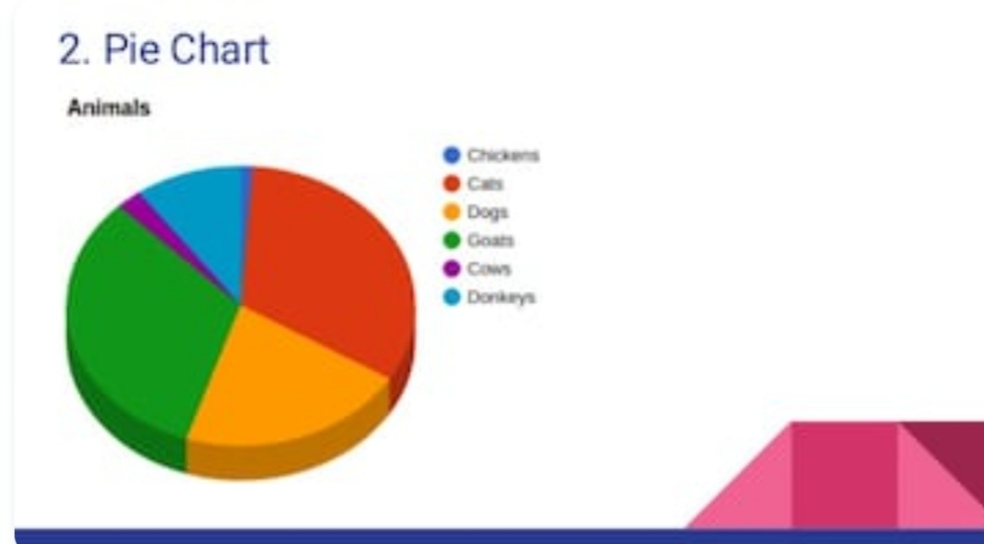 2. Pie Chart
Animals
Chickens
Cats
Dogs
Goats
Cows
Donkeys